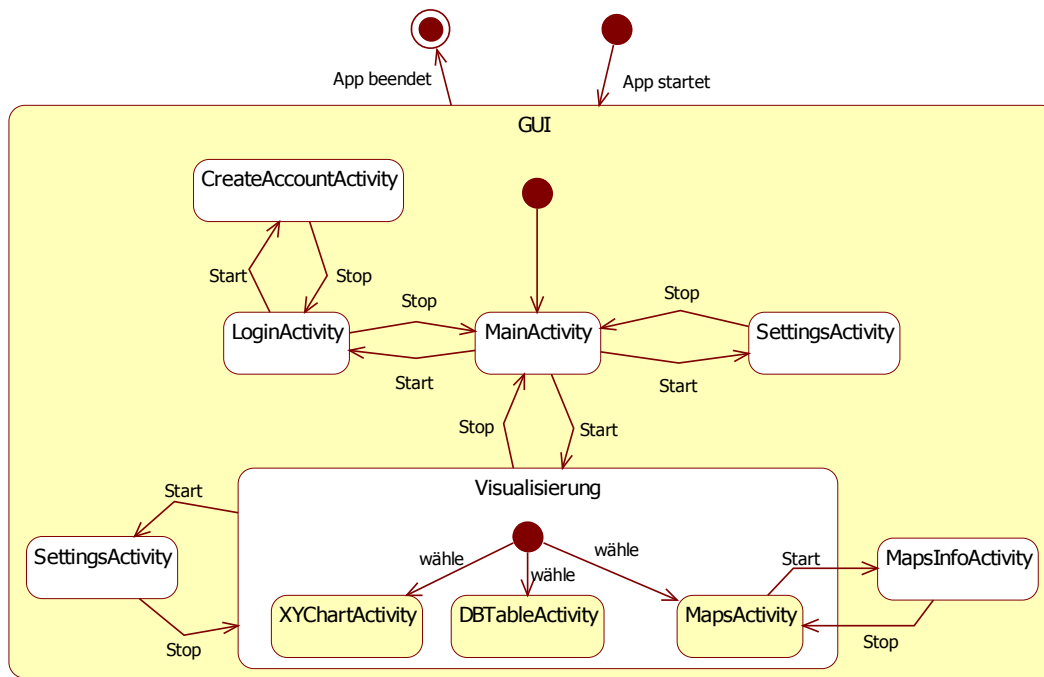 App beendet
App startet
GUI
CreateAccountActivity
Start
Stop
Stop
Stop
LoginActivity
MainActivity
SettingsActivity
Start
Start
Stop
Start
Visualisierung
Start
SettingsActivity
wähle
wähle
wähle
Start
MapsInfoActivity
XYChartActivity
DBTableActivity
MapsActivity
Stop
Stop